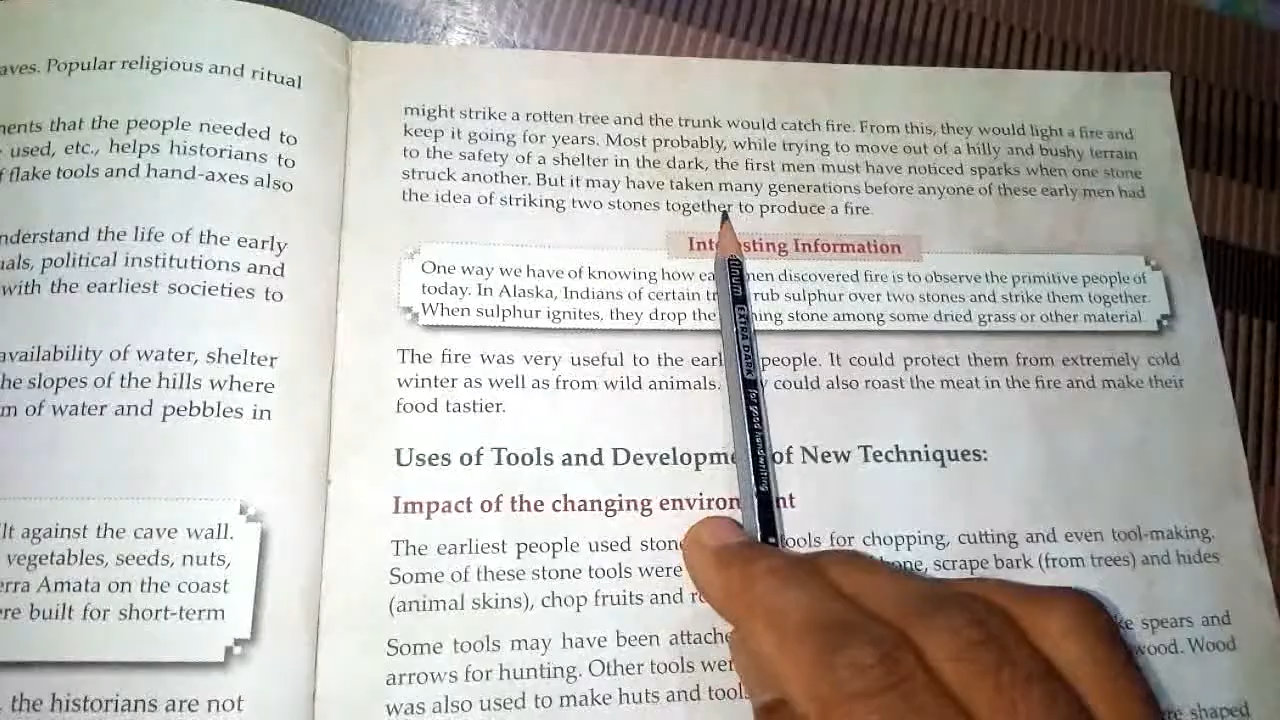 aves. Popular religious and ritual
ments that the people needed to
used, etc., helps historians to
flake tools and hand-axes also
nderstand the life of the early
uals, political institutions and
with the earliest societies to
availability of water, shelter
he slopes of the hills where
m of water and pebbles in
lt against the cave wall.
vegetables, seeds, nuts,
erra Amata on the coast
re built for short-term
the historians are not
might strike a rotten tree and the trunk would catch fire. From this, they would light a fire and
keep it going for years. Most probably, while trying to move out of a hilly and bushy terrain
to the safety of a shelter in the dark, the first men must have noticed sparks when one stone
struck another. But it may have taken many generations before anyone of these early men had
the idea of striking two stones together to produce a fire.
Interesting Information
One way we have of knowing how ea men discovered fire is to observe the primitive people of
today. In Alaska, Indians of certain tr rub sulphur over two stones and strike them together.
When sulphur ignites, they drop the ning stone among some dried grass or other material
The fire was very useful to the earl people. It could protect them from extremely cold
winter as well as from wild animals. y could also roast the meat in the fire and make their
food tastier.
Uses of Tools and Developme of New Techniques:
Impact of the changing environ nt
The earliest people used stone tools for chopping, cutting and even tool-making.
Some of these stone tools were bone, scrape bark (from trees) and hides
(animal skins), chop fruits and r
Some tools may have been attache ke spears and
arrows for hunting. Other tools wer wood. Wood
was also used to make huts and tools
re shaped
tinum EXTRA DARK for good handwriting